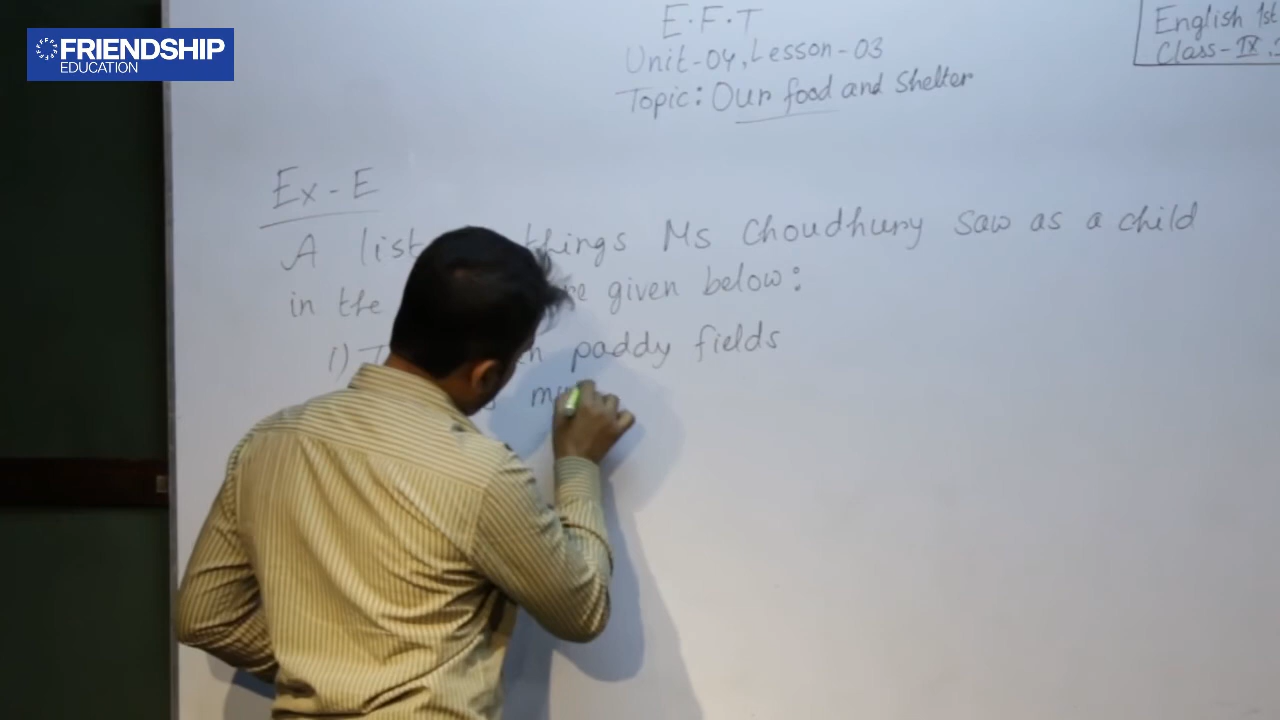 FRIENDSHIP
EDUCATION
E.F.T
Unit-04, Lesson-03
Topic: Our food and Shelter
English 1st
Class-IX
Ex-E
A list things Ms Choudhury saw as a child
in the given below:
1) paddy fields